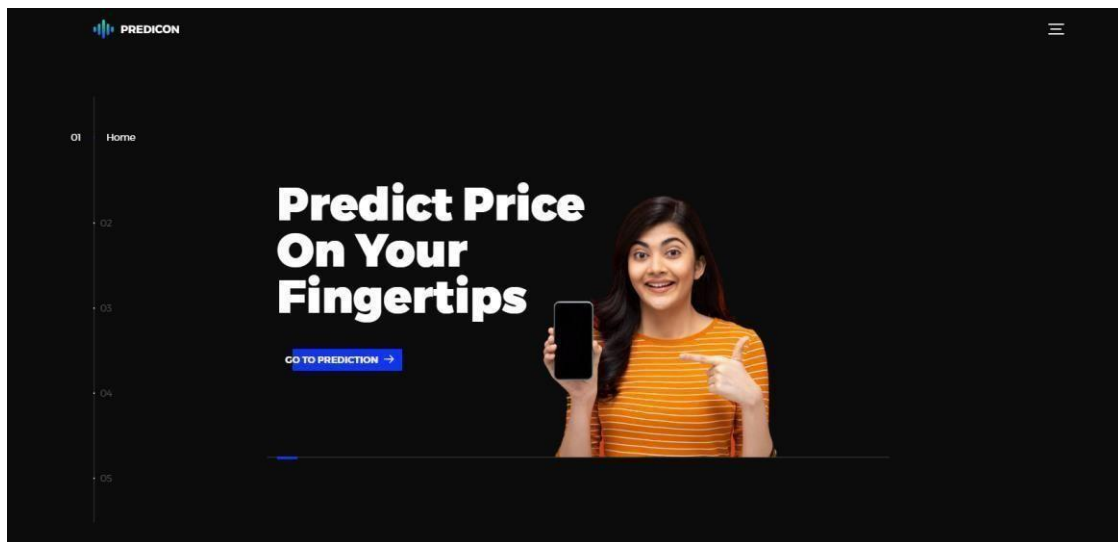 PREDICON
01 Home
Predict Price
On Your
Fingertips
GO TO PREDICTION →
02
03
04
05